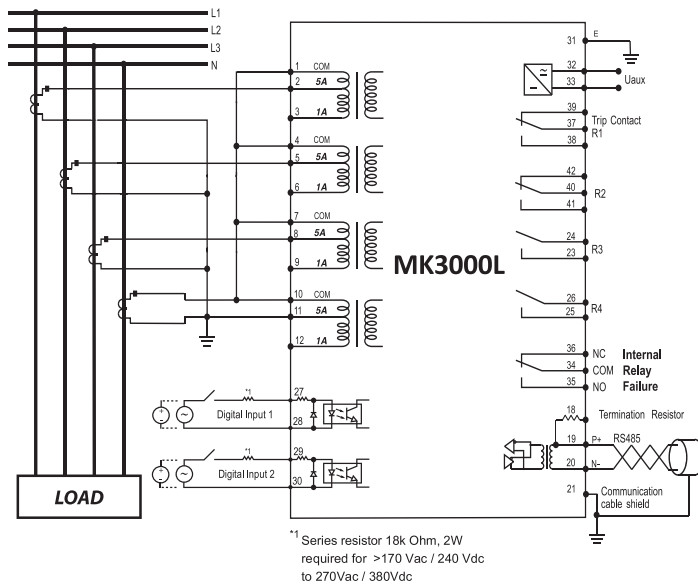 L1
L2
L3
N
31
E
32
33
Uaux
1
COM
2
5A
3
1A
39
37
Trip Contact
R1
38
4
COM
5
5A
6
1A
42
40
R2
41
7
COM
8
5A
9
1A
24
23
R3
MK3000L
10
COM
11
5A
12
1A
26
25
R4
36
NC
Internal
34
COM
Relay
35
NO
Failure
*1
27
Digital Input 1
28
18
Termination Resistor
19
P+
RS485
20
N–
*1
29
Digital Input 2
30
21
Communication
cable shield
LOAD
*1 Series resistor 18k Ohm, 2W
required for >170 Vac / 240 Vdc
to 270Vac / 380Vdc